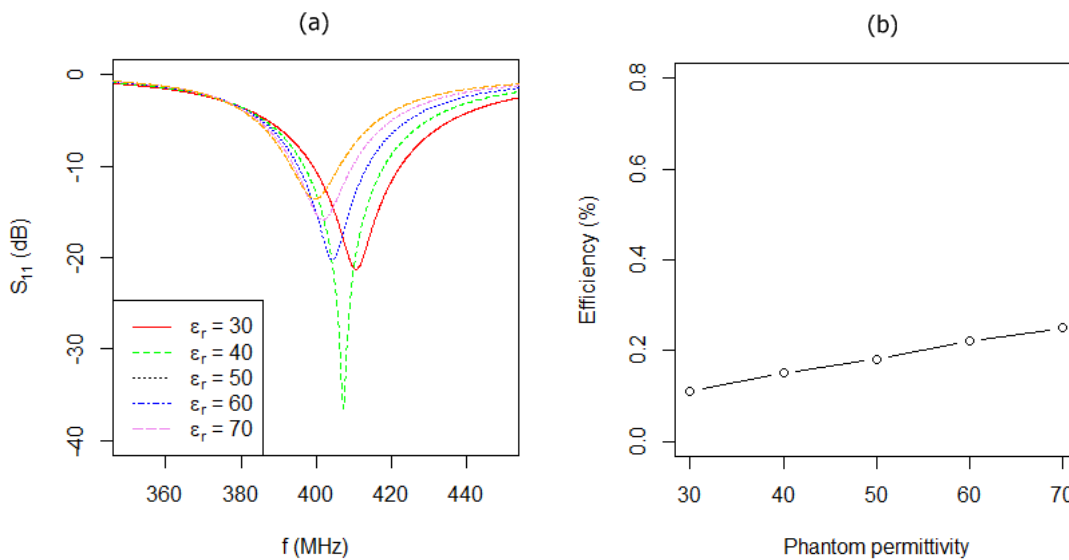 (a)
0
-10
-20
-30
-40
S11 (dB)
εr = 30
εr = 40
εr = 50
εr = 60
εr = 70
360 380 400 420 440
f (MHz)
(b)
0.8
0.6
0.4
0.2
0.0
Efficiency (%)
30 40 50 60 70
Phantom permittivity